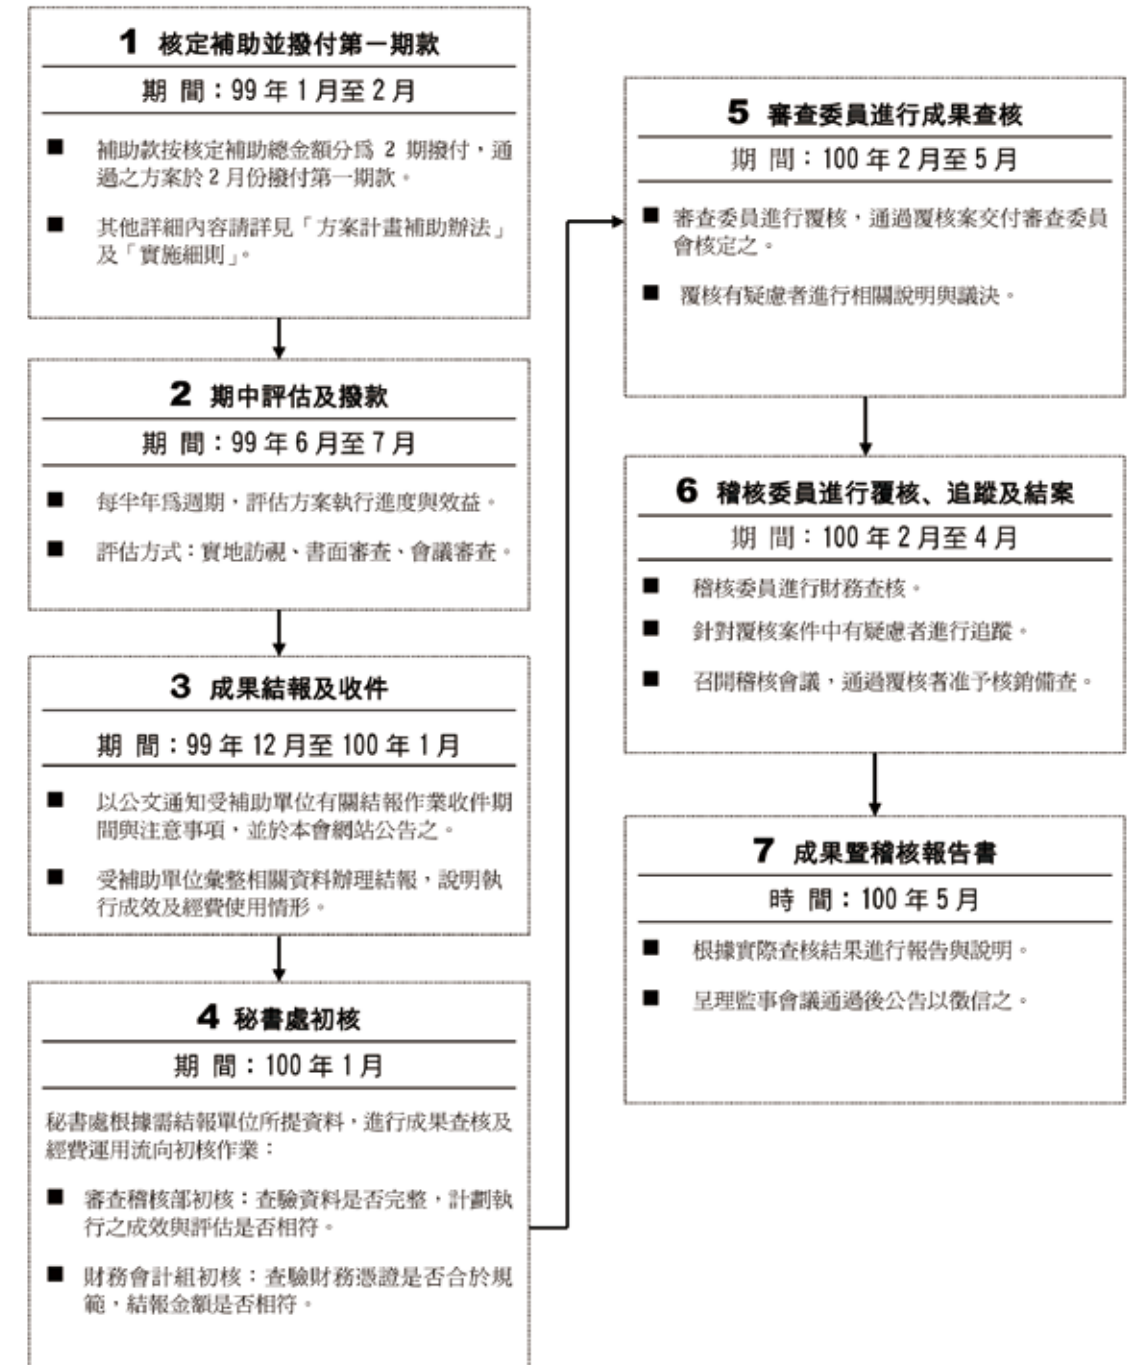 1 核定補助並撥付第一期款
期 間：99 年 1 月至 2 月
■ 補助款按核定補助總金額分爲 2 期撥付，通
過之方案於 2 月份撥付第一期款。
■ 其他詳細內容請詳見「方案計畫補助辦法」
及「實施細則」。
2 期中評估及撥款
期 間：99 年 6 月至 7 月
■ 每半年爲週期，評估方案執行進度與效益。
■ 評估方式：實地訪視、書面審查、會議審查。
3 成果結報及收件
期 間：99 年 12 月至 100 年 1 月
■ 以公文通知受補助單位有關結報作業收件期
間與注意事項，並於本會網站公告之。
■ 受補助單位彙整相關資料辦理結報，說明執
行成效及經費使用情形。
4 秘書處初核
期 間：100 年 1 月
秘書處根據需結報單位所提資料，進行成果查核及
經費運用流向初核作業：
■ 審查稽核部初核：查驗資料是否完整，計劃執
行之成效與評估是否相符。
■ 財務會計組初核：查驗財務憑證是否合於規
範，結報金額是否相符。
5 審查委員進行成果查核
期 間：100 年 2 月至 5 月
■ 審查委員進行覆核，通過覆核案交付審查委員
會核定之。
■ 覆核有疑慮者進行相關說明與議決。
6 稽核委員進行覆核、追蹤及結案
期 間：100 年 2 月至 4 月
■ 稽核委員進行財務查核。
■ 針對覆核案件中有疑慮者進行追蹤。
■ 召開稽核會議，通過覆核者准予核銷備查。
7 成果暨稽核報告書
時 間：100 年 5 月
■ 根據實際查核結果進行報告與說明。
■ 呈理監事會議通過後公告以徵信之。